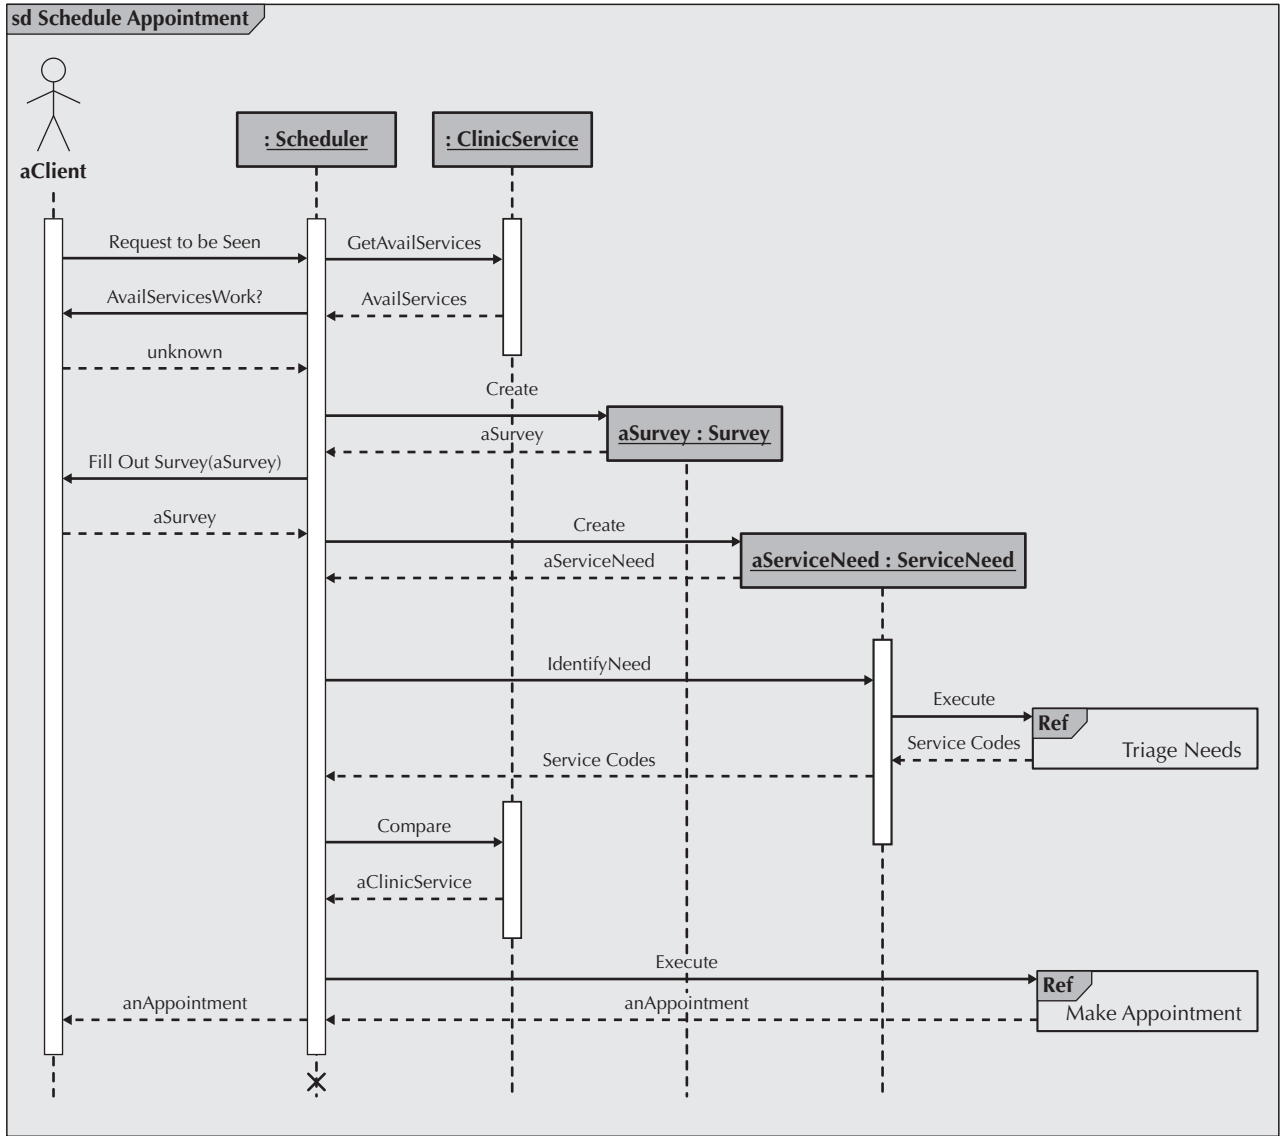 sd Schedule Appointment
aClient
: Scheduler
: ClinicService
Request to be Seen
GetAvailServices
AvailServicesWork?
AvailServices
unknown
Create
aSurvey : Survey
aSurvey
Fill Out Survey(aSurvey)
aSurvey
Create
aServiceNeed : ServiceNeed
aServiceNeed
IdentifyNeed
Execute
Ref
Triage Needs
Service Codes
Service Codes
Compare
aClinicService
Execute
Ref
Make Appointment
anAppointment
anAppointment